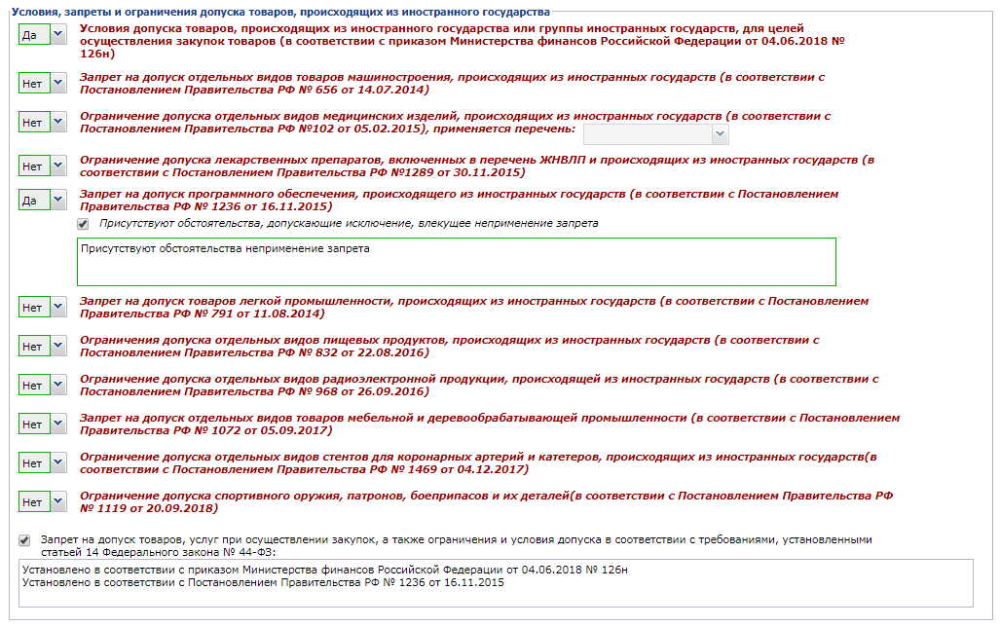 Условия, запреты и ограничения допуска товаров, происходящих из иностранного государства
Да
Условия допуска товаров, происходящих из иностранного государства или группы иностранных государств, для целей
осуществления закупок товаров (в соответствии с приказом Министерства финансов Российской Федерации от 04.06.2018 №
126н)
Нет
Запрет на допуск отдельных видов товаров машиностроения, происходящих из иностранных государств (в соответствии с
Постановлением Правительства РФ № 656 от 14.07.2014)
Нет
Ограничение допуска отдельных видов медицинских изделий, происходящих из иностранных государств (в соответствии с
Постановлением Правительства РФ №102 от 05.02.2015), применяется перечень:
Нет
Ограничение допуска лекарственных препаратов, включенных в перечень ЖНВЛП и происходящих из иностранных государств (в
соответствии с Постановлением Правительства РФ №1289 от 30.11.2015)
Да
Запрет на допуск программного обеспечения, происходящего из иностранных государств (в соответствии с Постановлением
Правительства РФ № 1236 от 16.11.2015)
Присутствуют обстоятельства, допускающие исключение, влекущее неприменение запрета
Присутствуют обстоятельства неприменение запрета
Нет
Запрет на допуск товаров легкой промышленности, происходящих из иностранных государств (в соответствии с Постановлением
Правительства РФ № 791 от 11.08.2014)
Нет
Ограничения допуска отдельных видов пищевых продуктов, происходящих из иностранных государств (в соответствии с
Постановлением Правительства РФ № 832 от 22.08.2016)
Нет
Ограничение допуска отдельных видов радиоэлектронной продукции, происходящей из иностранных государств (в соответствии с
Постановлением Правительства РФ № 968 от 26.09.2016)
Нет
Запрет на допуск отдельных видов товаров мебельной и деревообрабатывающей промышленности (в соответствии с Постановлением
Правительства РФ № 1072 от 05.09.2017)
Нет
Ограничение допуска отдельных видов стентов для коронарных артерий и катетеров, происходящих из иностранных государств(в
соответствии с Постановлением Правительства РФ № 1469 от 04.12.2017)
Нет
Ограничение допуска спортивного оружия, патронов, боеприпасов и их деталей(в соответствии с Постановлением Правительства РФ
№ 1119 от 20.09.2018)
Запрет на допуск товаров, услуг при осуществлении закупок, а также ограничения и условия допуска в соответствии с требованиями, установленными
статьей 14 Федерального закона № 44-ФЗ:
Установлено в соответствии с приказом Министерства финансов Российской Федерации от 04.06.2018 № 126н
Установлено в соответствии с Постановлением Правительства РФ № 1236 от 16.11.2015